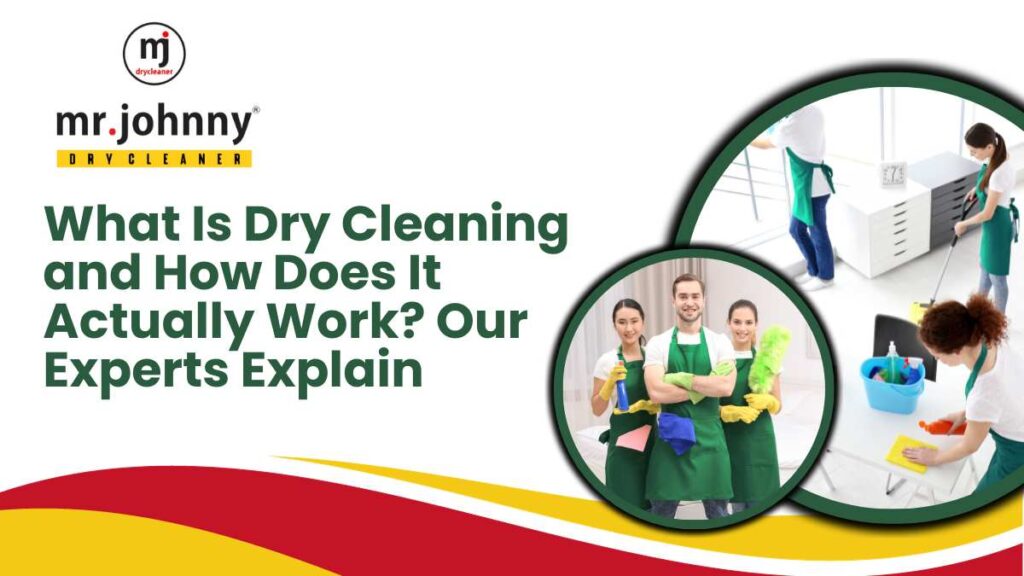 mj
drycleaner
mr.johnny®
DRY CLEANER
What Is Dry Cleaning
and How Does It
Actually Work? Our
Experts Explain
7